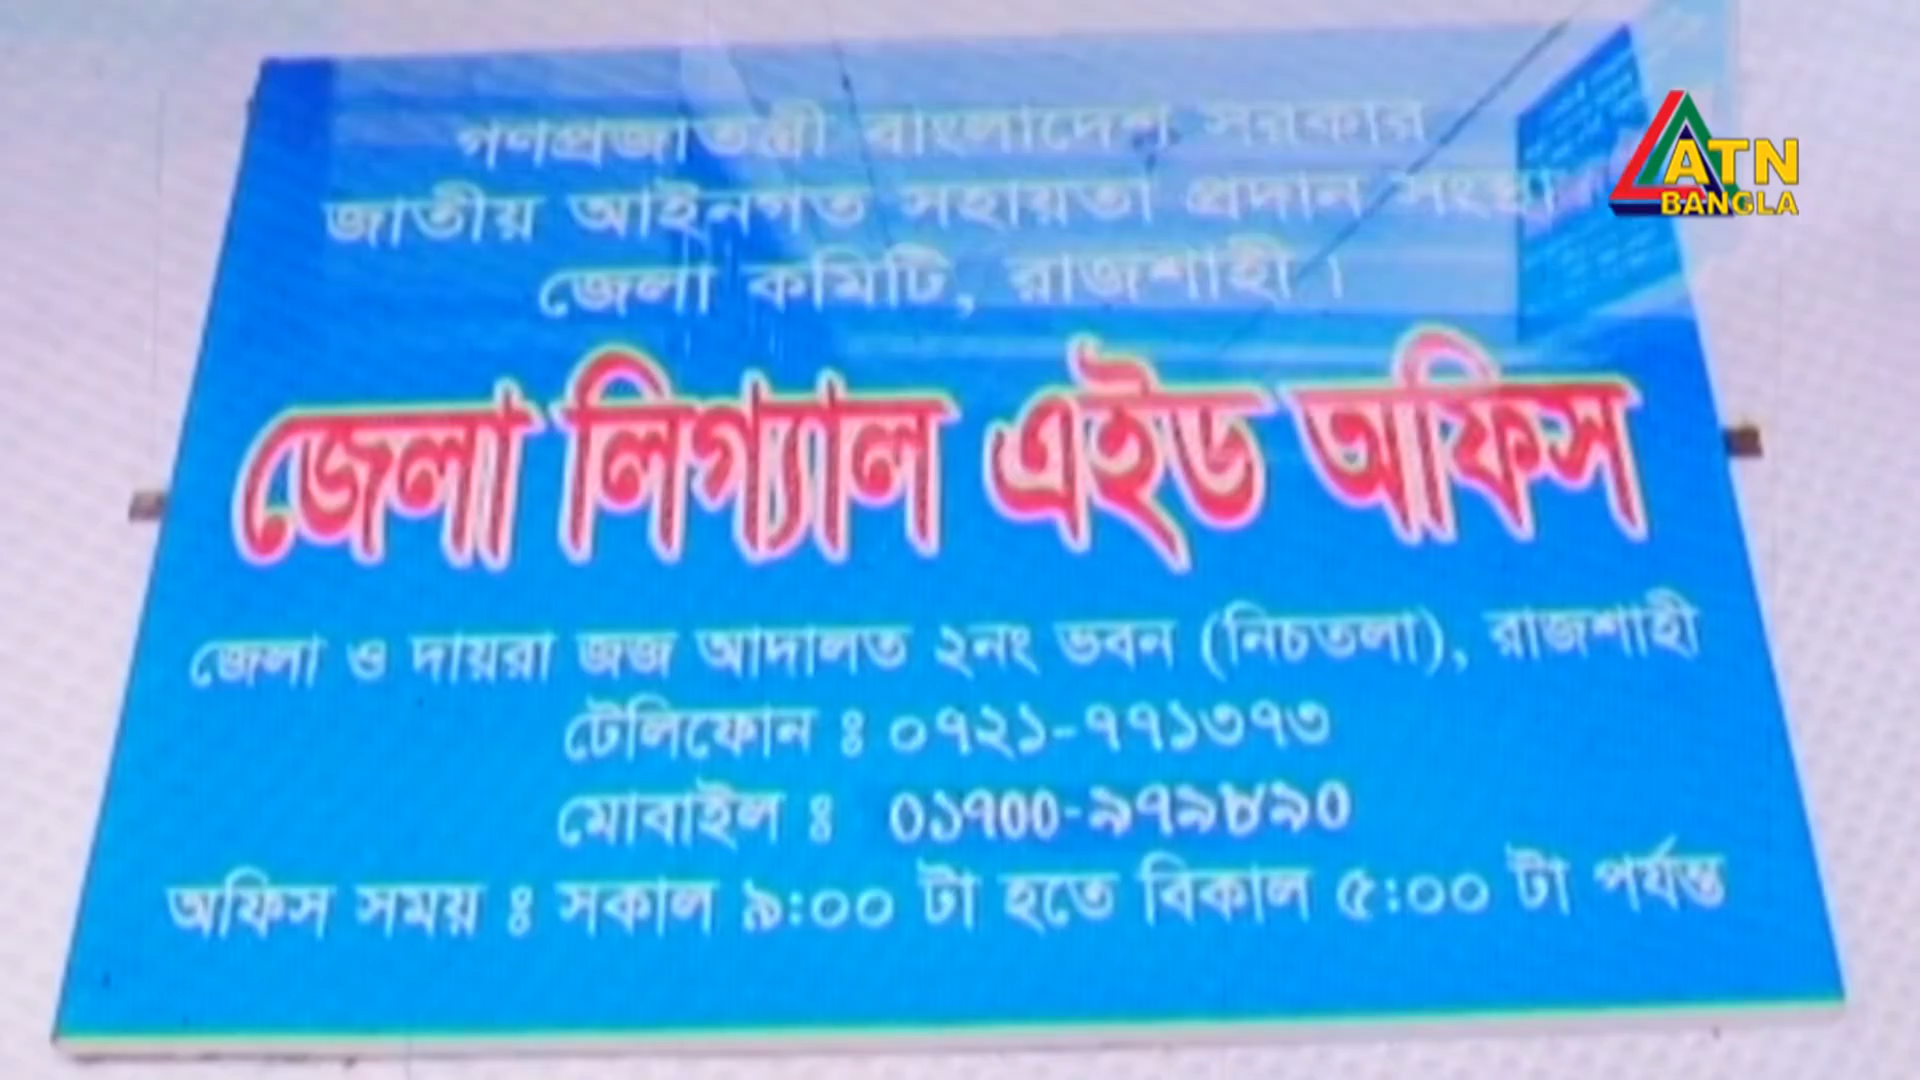 গণপ্রজাতন্ত্রী বাংলাদেশ সরকার
জাতীয় আইনগত সহায়তা প্রদান সংস্থা
জেলা কমিটি, রাজশাহী।
জেলা লিগ্যাল এইড অফিস
জেলা ও দায়রা জজ আদালত ২নং ভবন (নিচতলা), রাজশাহী
টেলিফোন ঃ ০৭২১-৭৭১৩৭৩
মোবাইল ঃ ০১৭০০-৯৭৯৮৯০
অফিস সময় ঃ সকাল ৯:০০ টা হতে বিকাল ৫:০০ টা পর্যন্ত
ATN
BANGLA